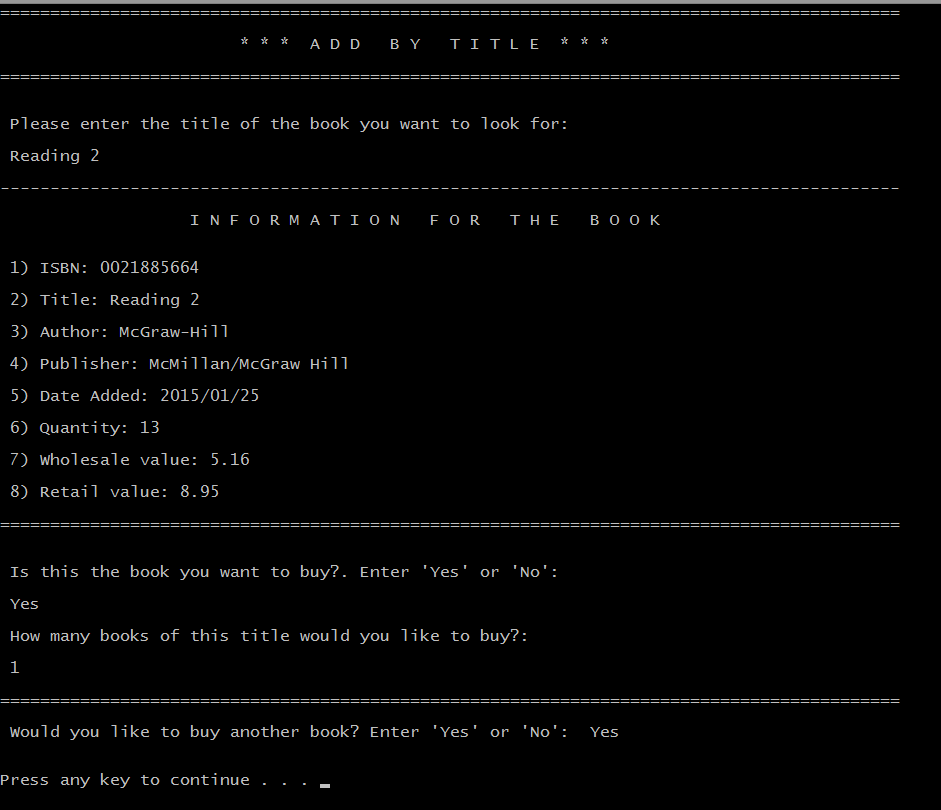 ==========================================================================================
* * *  A D D   B Y   T I T L E  * * *
==========================================================================================
Please enter the title of the book you want to look for:
Reading 2
------------------------------------------------------------------------------------------
I N F O R M A T I O N   F O R   T H E   B O O K
1) ISBN: 0021885664
2) Title: Reading 2
3) Author: McGraw-Hill
4) Publisher: McMillan/McGraw Hill
5) Date Added: 2015/01/25
6) Quantity: 13
7) Wholesale value: 5.16
8) Retail value: 8.95
==========================================================================================
Is this the book you want to buy?. Enter 'Yes' or 'No':
Yes
How many books of this title would you like to buy?:
1
==========================================================================================
Would you like to buy another book? Enter 'Yes' or 'No':  Yes
Press any key to continue . . . _